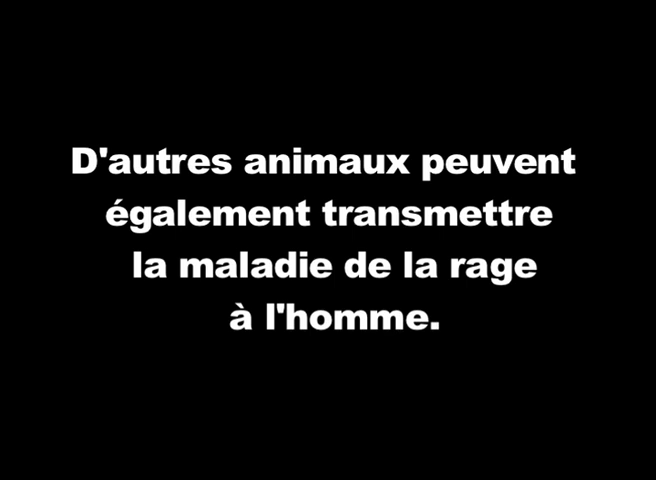 D'autres animaux peuvent
également transmettre
la maladie de la rage
à l'homme.